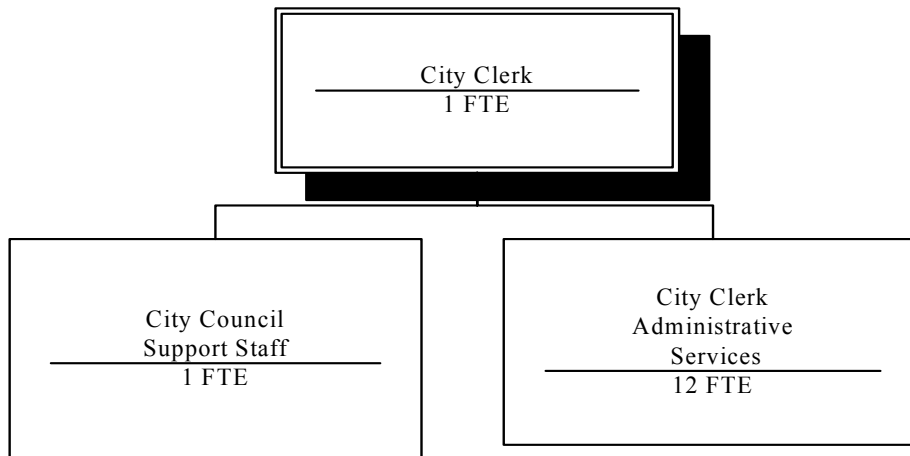 City Clerk
1 FTE
City Council
Support Staff
1 FTE
City Clerk
Administrative
Services
12 FTE